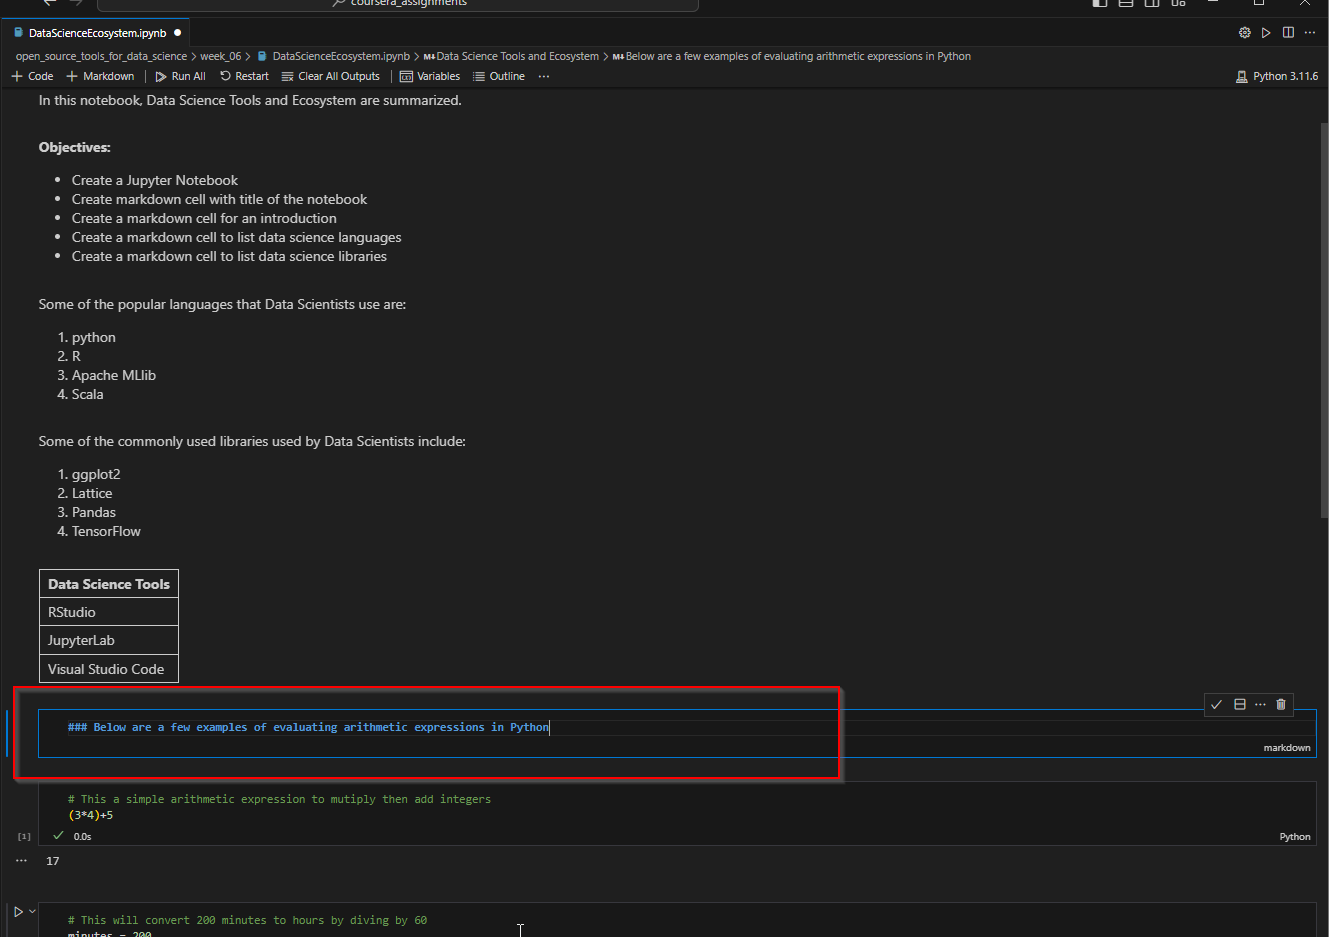 coursera_assignments
DataScienceEcosystem.ipynb
open_source_tools_for_data_science > week_06 > DataScienceEcosystem.ipynb > M↓Data Science Tools and Ecosystem > M↓Below are a few examples of evaluating arithmetic expressions in Python
+ Code + Markdown | Run All Restart Clear All Outputs | Variables Outline ... Python 3.11.6
In this notebook, Data Science Tools and Ecosystem are summarized.
Objectives:
• Create a Jupyter Notebook
• Create markdown cell with title of the notebook
• Create a markdown cell for an introduction
• Create a markdown cell to list data science languages
• Create a markdown cell to list data science libraries
Some of the popular languages that Data Scientists use are:
1. python
2. R
3. Apache MLlib
4. Scala
Some of the commonly used libraries used by Data Scientists include:
1. ggplot2
2. Lattice
3. Pandas
4. TensorFlow
Data Science Tools
RStudio
JupyterLab
Visual Studio Code
### Below are a few examples of evaluating arithmetic expressions in Python
markdown
# This a simple arithmetic expression to mutiply then add integers
(3*4)+5
[1] 0.0s Python
... 17
# This will convert 200 minutes to hours by diving by 60
minutes = 200